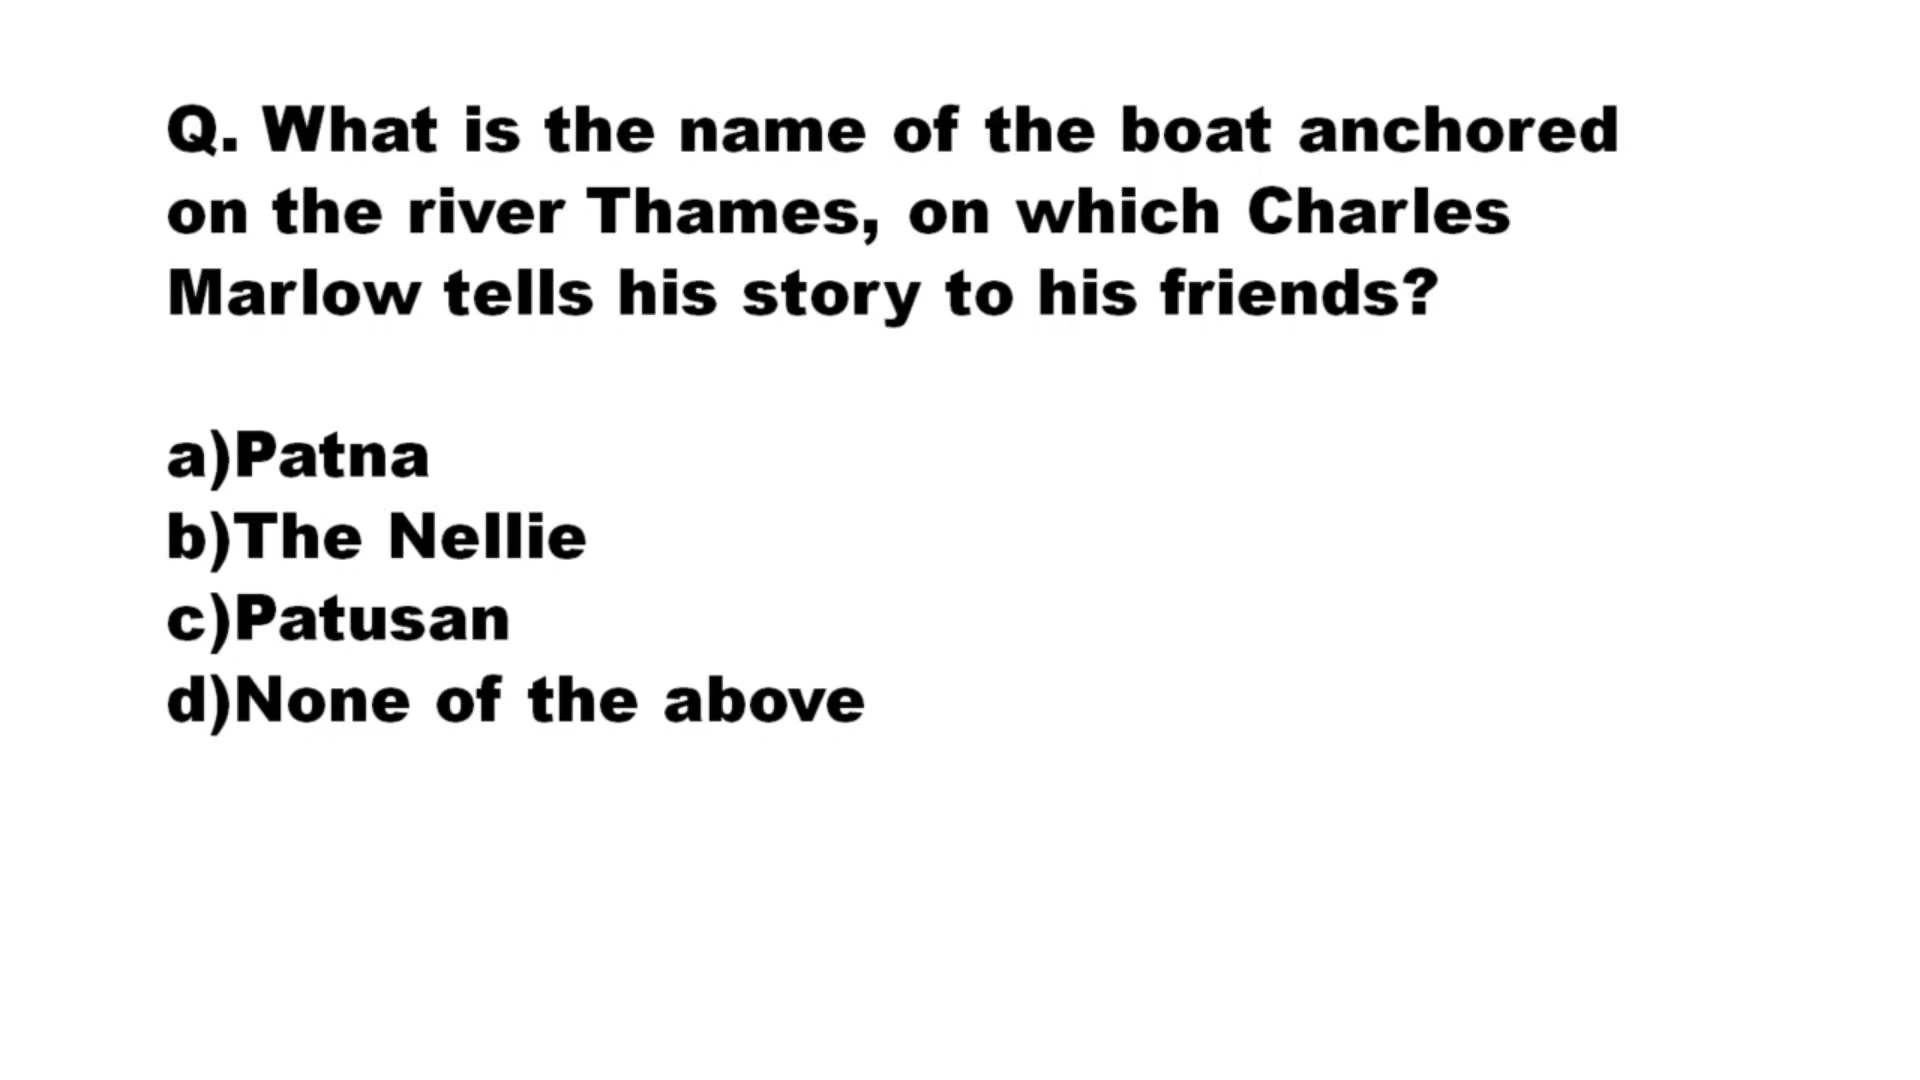 Q. What is the name of the boat anchored
on the river Thames, on which Charles
Marlow tells his story to his friends?
a)Patna
b)The Nellie
c)Patusan
d)None of the above